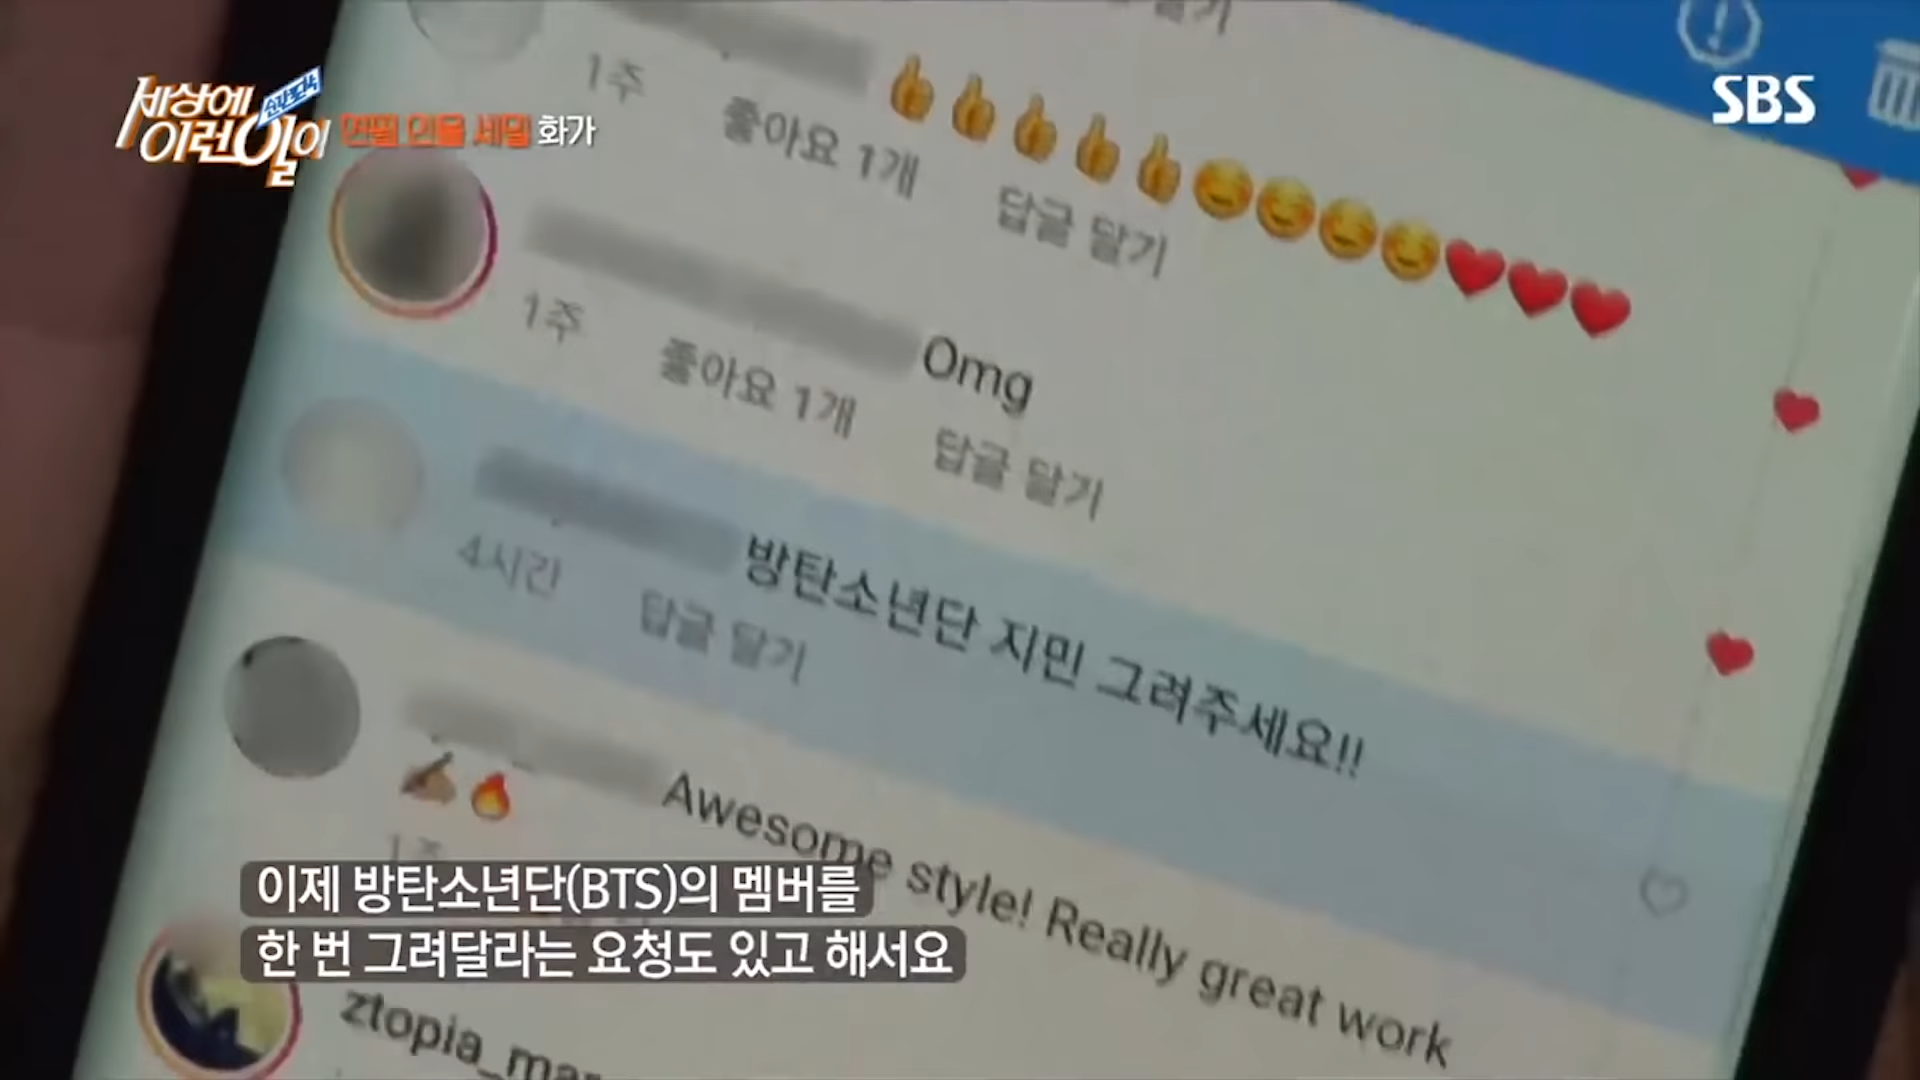 세상에
이런 일이
순간포착
연필 인물 세밀 화가
SBS
달기
👍👍👍👍👍☺️☺️☺️☺️❤️❤️❤️
1주 좋아요 1개 답글 달기
Omg
1주 좋아요 1개 답글 달기
방탄소년단 지민 그려주세요!!
4시간 답글 달기
Awesome style! Really great work
✍🏽🔥
이제 방탄소년단(BTS)의 멤버를
한 번 그려달라는 요청도 있고 해서요